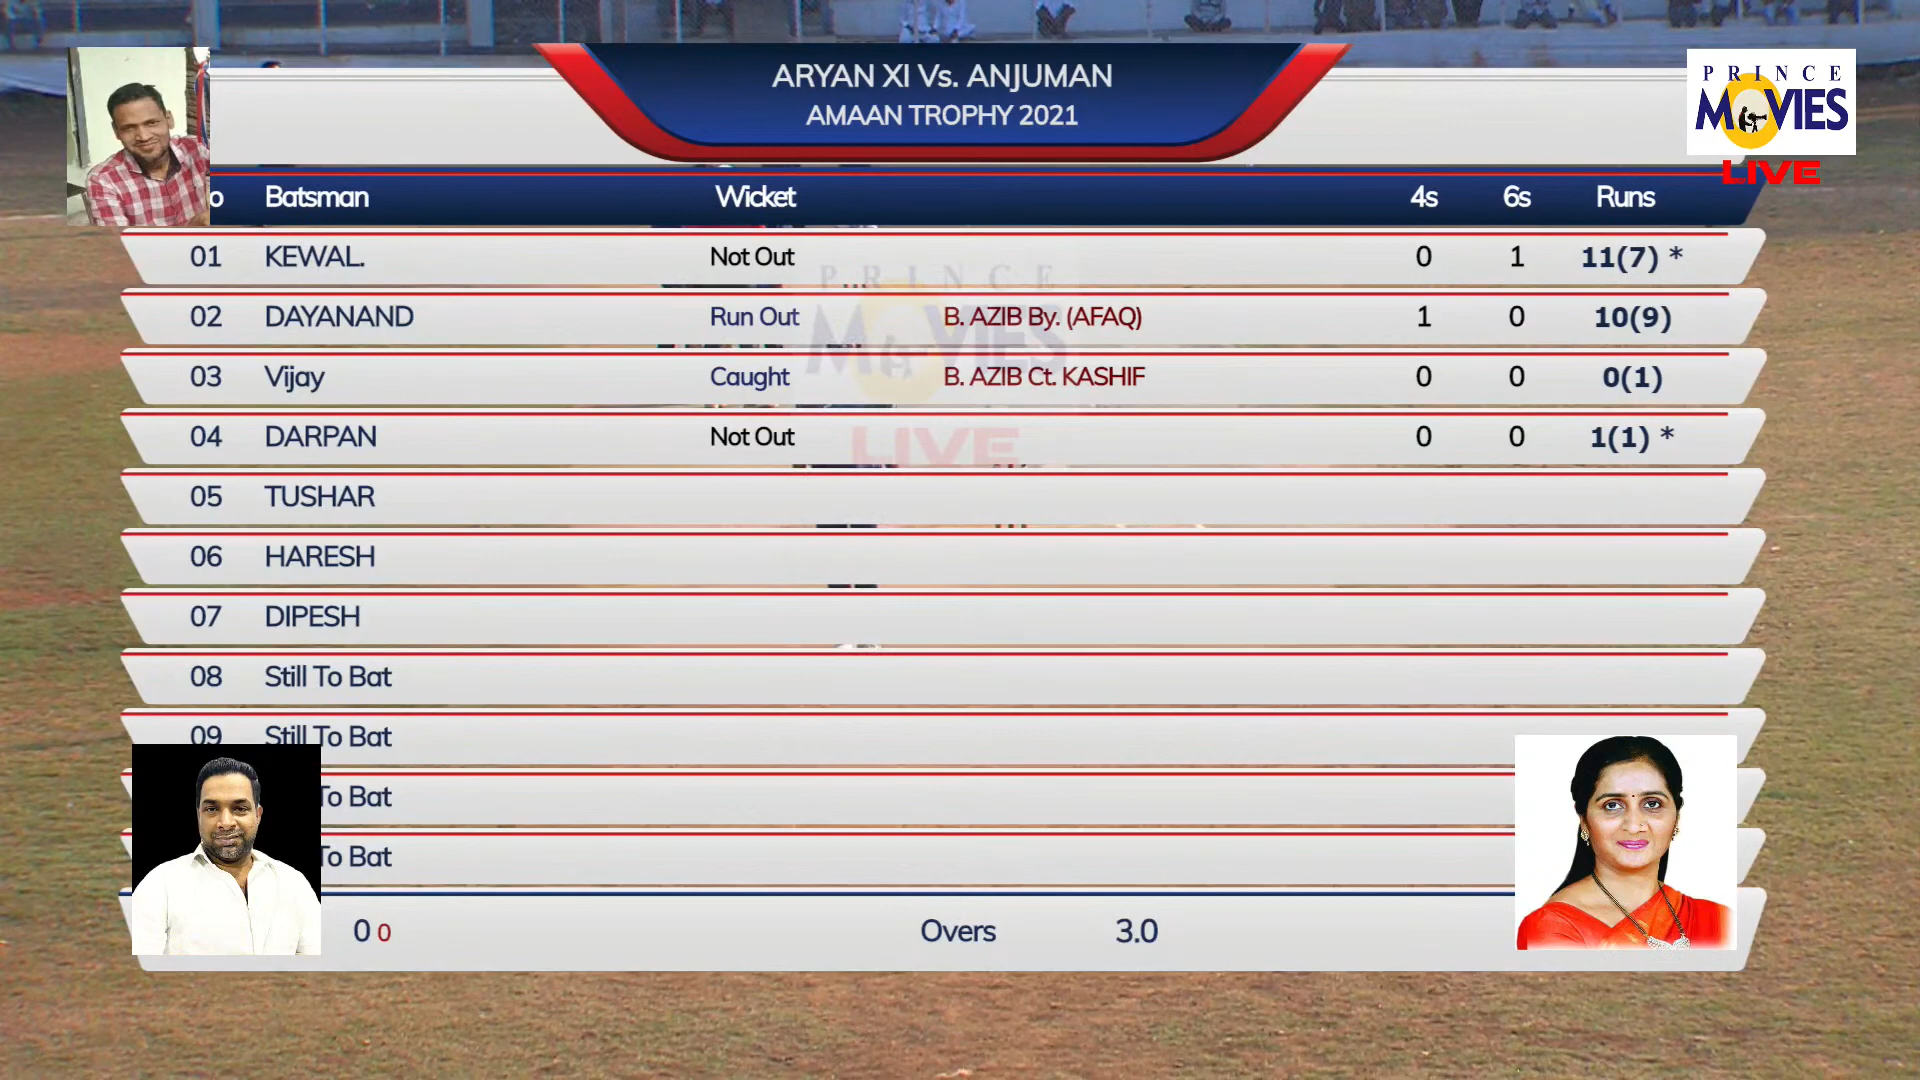 ARYAN XI Vs. ANJUMAN
AMAAN TROPHY 2021
PRINCE
MOVIES
LIVE
o Batsman Wicket 4s 6s Runs
01 KEWAL. Not Out 0 1 11(7) *
02 DAYANAND Run Out B. AZIB By. (AFAQ) 1 0 10(9)
03 Vijay Caught B. AZIB Ct. KASHIF 0 0 0(1)
04 DARPAN Not Out 0 0 1(1) *
PRINCE
MOVIES
LIVE
05 TUSHAR
06 HARESH
07 DIPESH
08 Still To Bat
09 Still To Bat
To Bat
To Bat
0 0 Overs 3.0